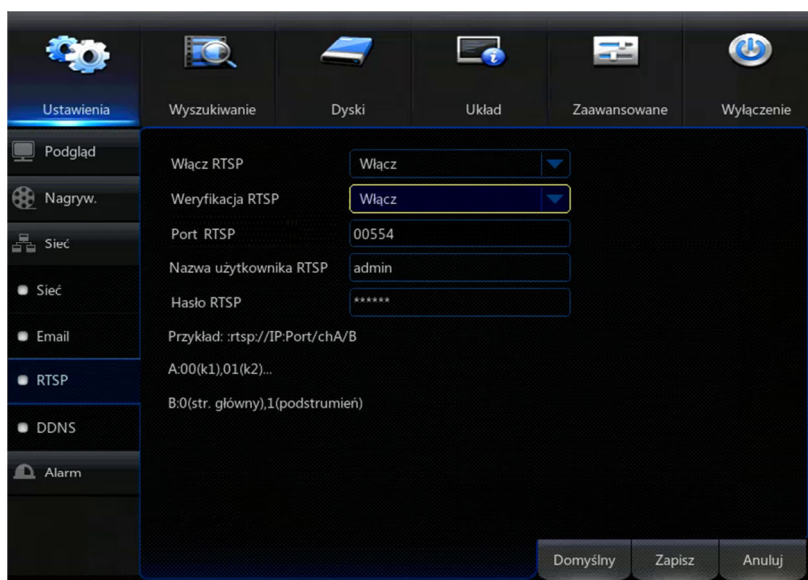 Ustawienia
Wyszukiwanie
Dyski
Układ
Zaawansowane
Wyłączenie
Podgląd
Nagryw.
Sieć
Sieć
Email
RTSP
DDNS
Alarm
Włącz RTSP Włącz
Weryfikacja RTSP Włącz
Port RTSP 00554
Nazwa użytkownika RTSP admin
Hasło RTSP ******
Przykład: :rtsp://IP:Port/chA/B
A:00(k1),01(k2)...
B:0(str. główny),1(podstrumień)
Domyślny
Zapisz
Anuluj